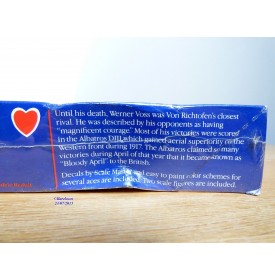 Until his death, Werner Voss was Von Richtofen's closest
rival. He was described by his opponents as having
"magnificent courage." Most of his victories were scored
in the Albatros DIII which gained aerial superiority on the
Western front during 1917. The Albatros claimed so many
victories during April of that year that it became known as
"Bloody April" to the British.
Decals by Scale Master and easy to paint color schemes for
several aces are included. Two scale figures are included.